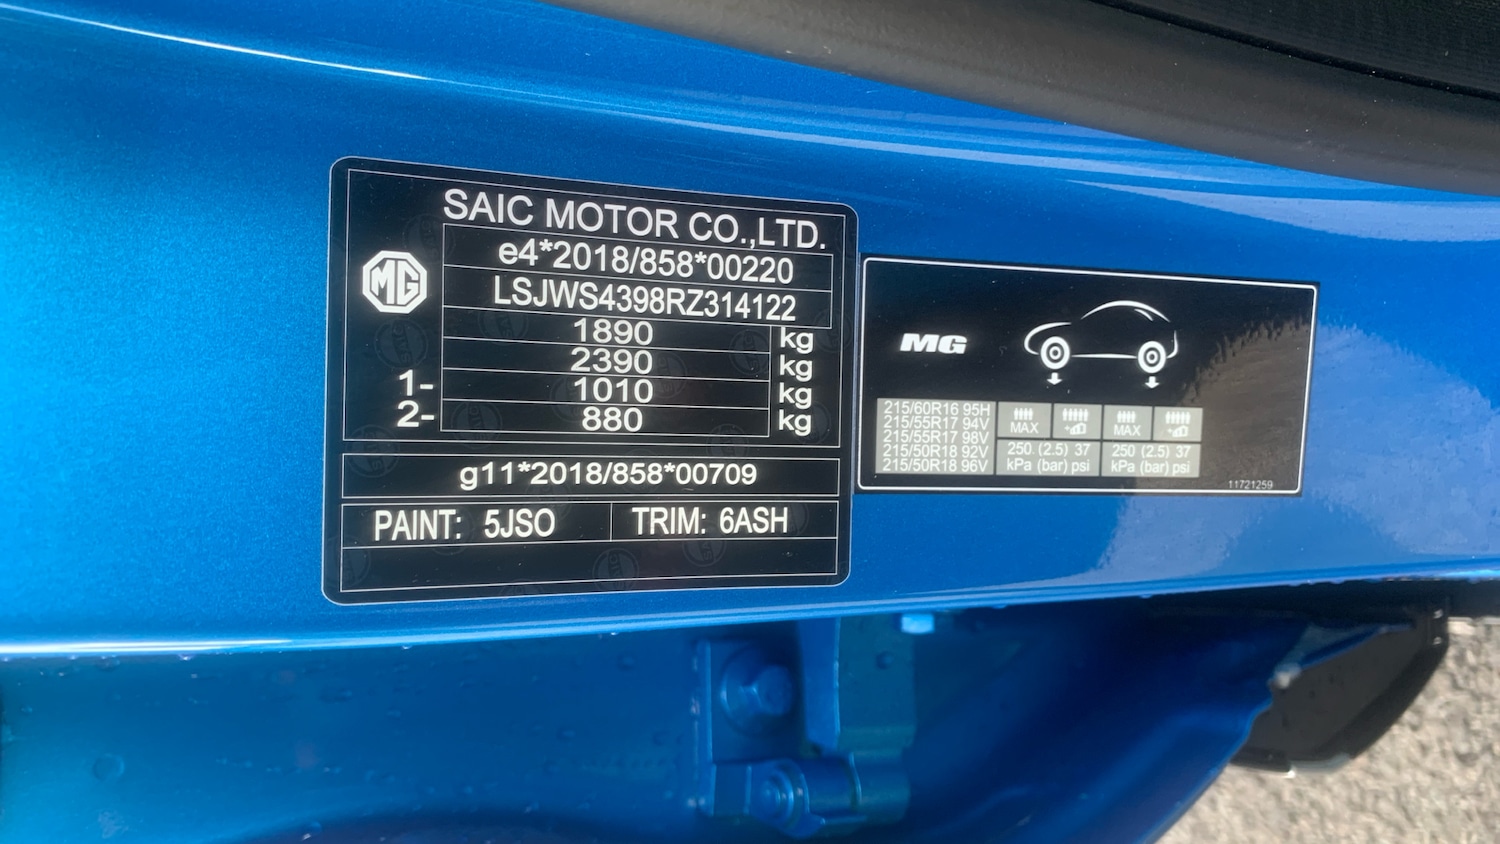 SAIC MOTOR CO.,LTD.
MG
e4*2018/858*00220
LSJWS4398RZ314122
1890 kg
2390 kg
1- 1010 kg
2- 880 kg
g11*2018/858*00709
PAINT: 5JSO TRIM: 6ASH
MG
215/60R16 95H
215/55R17 94V
215/55R17 98V
215/50R18 92V
215/50R18 96V
MAX MAX
250 (2.5) 37 250 (2.5) 37
kPa (bar) psi kPa (bar) psi
11721259